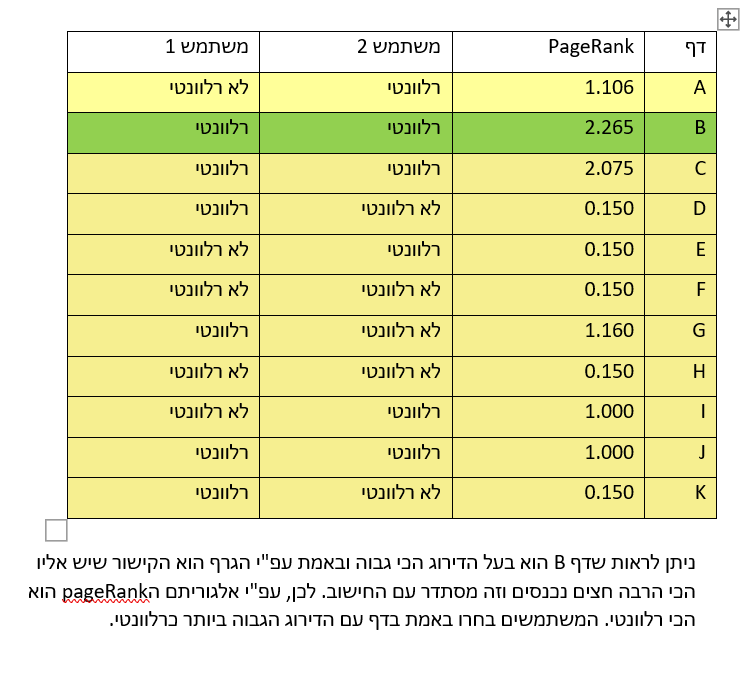 דף PageRank משתמש 2 משתמש 1
A 1.106 רלוונטי לא רלוונטי
B 2.265 רלוונטי רלוונטי
C 2.075 רלוונטי רלוונטי
D 0.150 לא רלוונטי רלוונטי
E 0.150 רלוונטי לא רלוונטי
F 0.150 לא רלוונטי לא רלוונטי
G 1.160 לא רלוונטי רלוונטי
H 0.150 לא רלוונטי לא רלוונטי
I 1.000 רלוונטי לא רלוונטי
J 1.000 רלוונטי רלוונטי
K 0.150 לא רלוונטי רלוונטי
ניתן לראות שדף B הוא בעל הדירוג הכי גבוה ובאמת עפ"י הגרף הוא הקישור שיש אליו
הכי הרבה חצים נכנסים וזה מסתדר עם החישוב. לכן, עפ"י אלגוריתם הpageRank הוא
הכי רלוונטי. המשתמשים בחרו באמת בדף עם הדירוג הגבוה ביותר כרלוונטי.